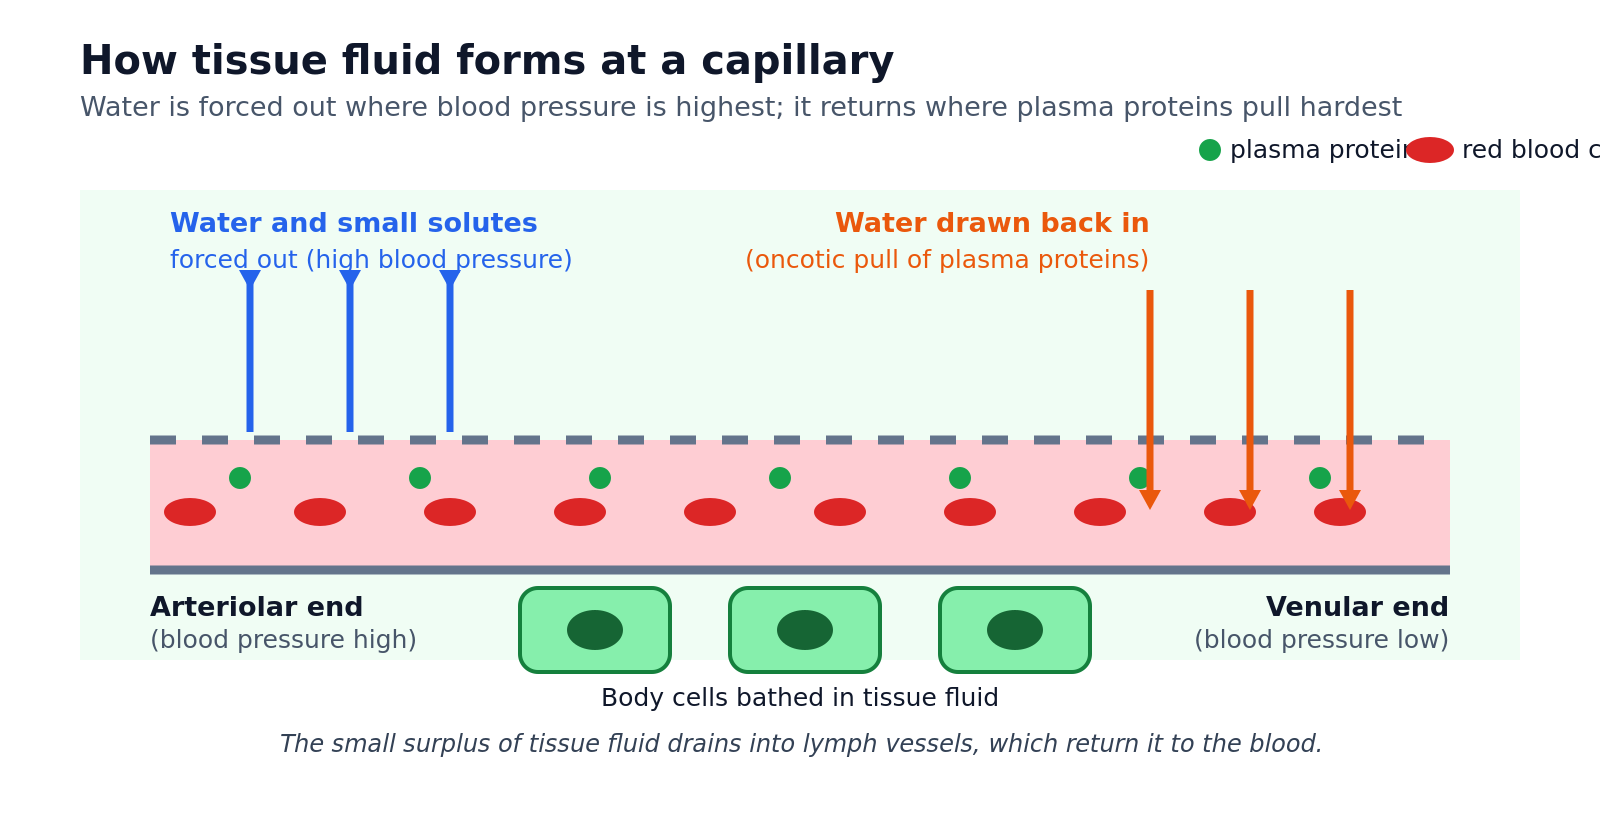 How tissue fluid forms at a capillary
Water is forced out where blood pressure is highest; it returns where plasma proteins pull hardest
plasma protein red blood c
Water and small solutes
forced out (high blood pressure)
Water drawn back in
(oncotic pull of plasma proteins)
Arteriolar end
(blood pressure high)
Venular end
(blood pressure low)
Body cells bathed in tissue fluid
The small surplus of tissue fluid drains into lymph vessels, which return it to the blood.